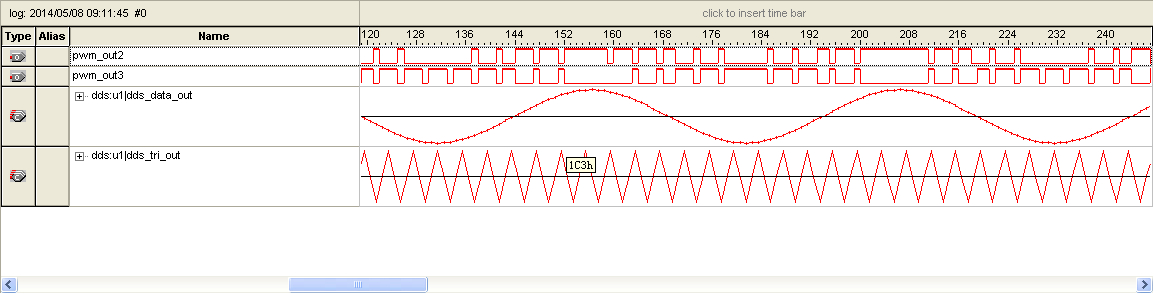 log: 2014/05/08 09:11:45 #0 click to insert time bar
Type Alias Name 120 128 136 144 152 160 168 176 184 192 200 208 216 224 232 240
pwm_out2
pwm_out3
dds:u1|dds_data_out
dds:u1|dds_tri_out
1C3h